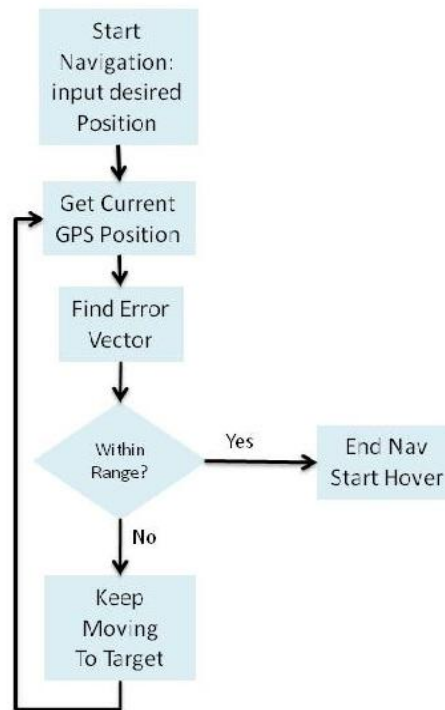 Start
Navigation:
input desired
Position
Get Current
GPS Position
Find Error
Vector
Within
Range?
Yes
End Nav
Start Hover
No
Keep
Moving
To Target